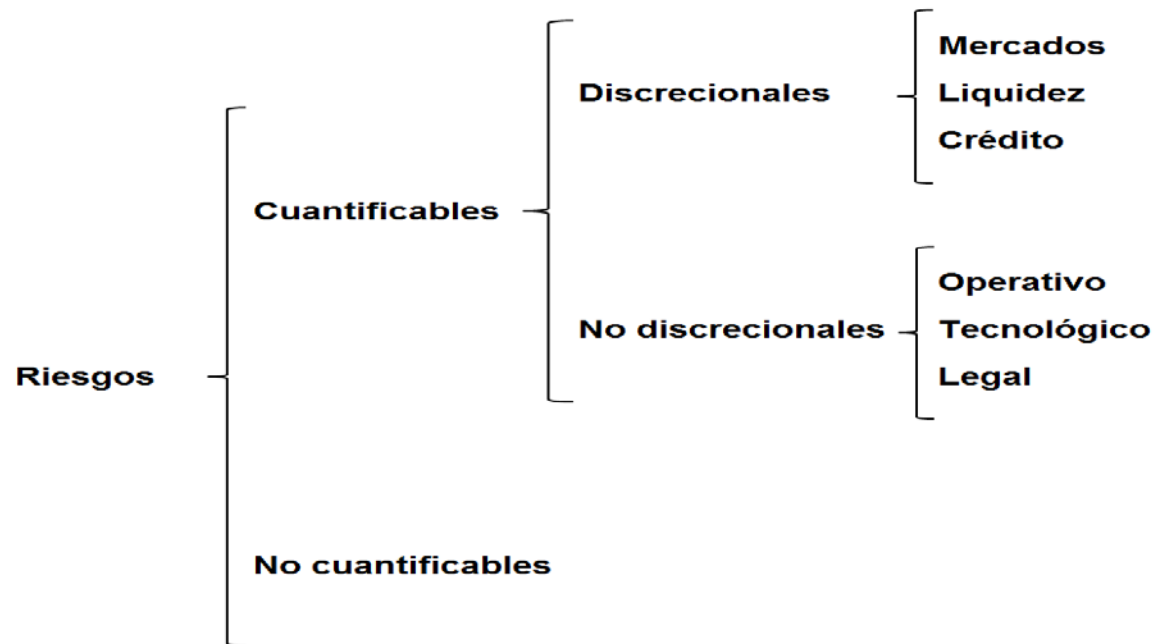 Riesgos
Cuantificables
Discrecionales
Mercados
Liquidez
Crédito
No discrecionales
Operativo
Tecnológico
Legal
No cuantificables